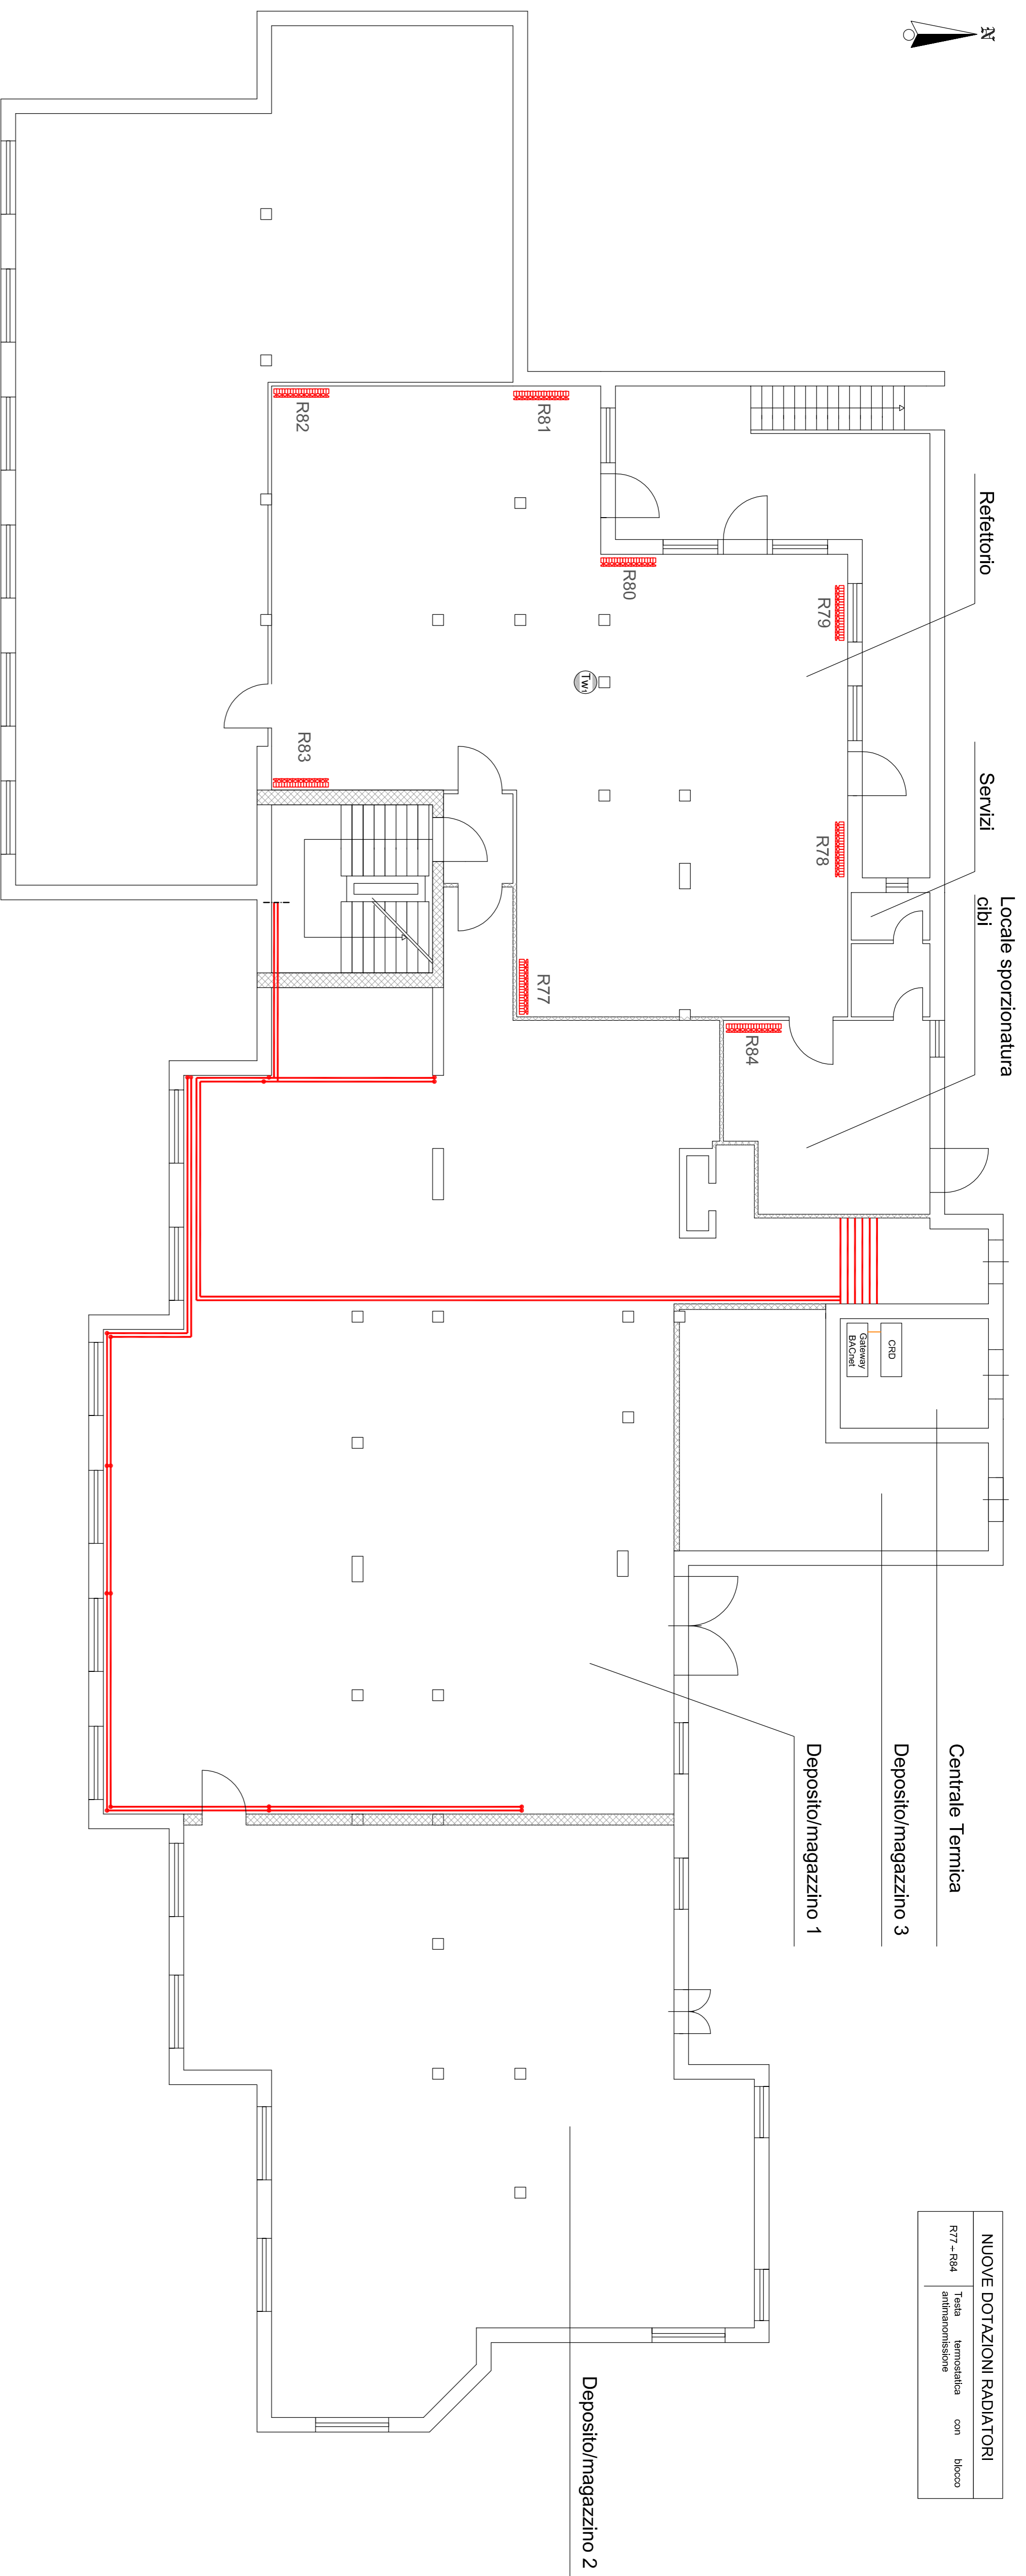 N
Refettorio
Servizi
Locale sporzionatura
cibi
Centrale Termica
Deposito/magazzino 3
Deposito/magazzino 1
Deposito/magazzino 2
R82
R81
R80
R79
R83
R78
R77
R84
Tw1
CRD
Gateway
BACnet
NUOVE DOTAZIONI RADIATORI
R77 ÷ R84
Testa termostatica con blocco
antimanomissione